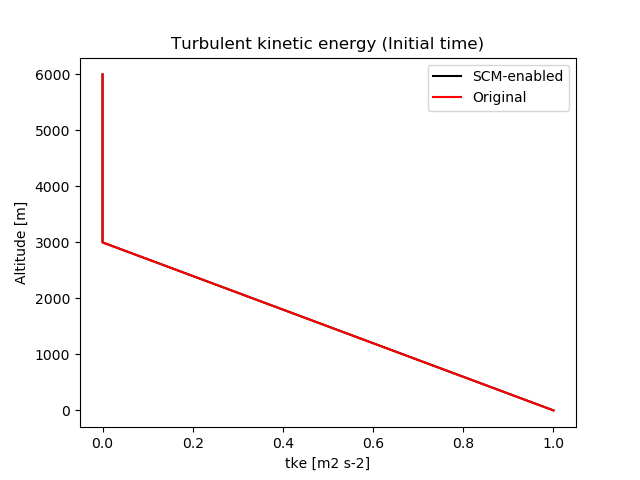 Turbulent kinetic energy (Initial time)
SCM-enabled
Original
6000
5000
4000
3000
2000
1000
0
Altitude [m]
0.0 0.2 0.4 0.6 0.8 1.0
tke [m2 s-2]